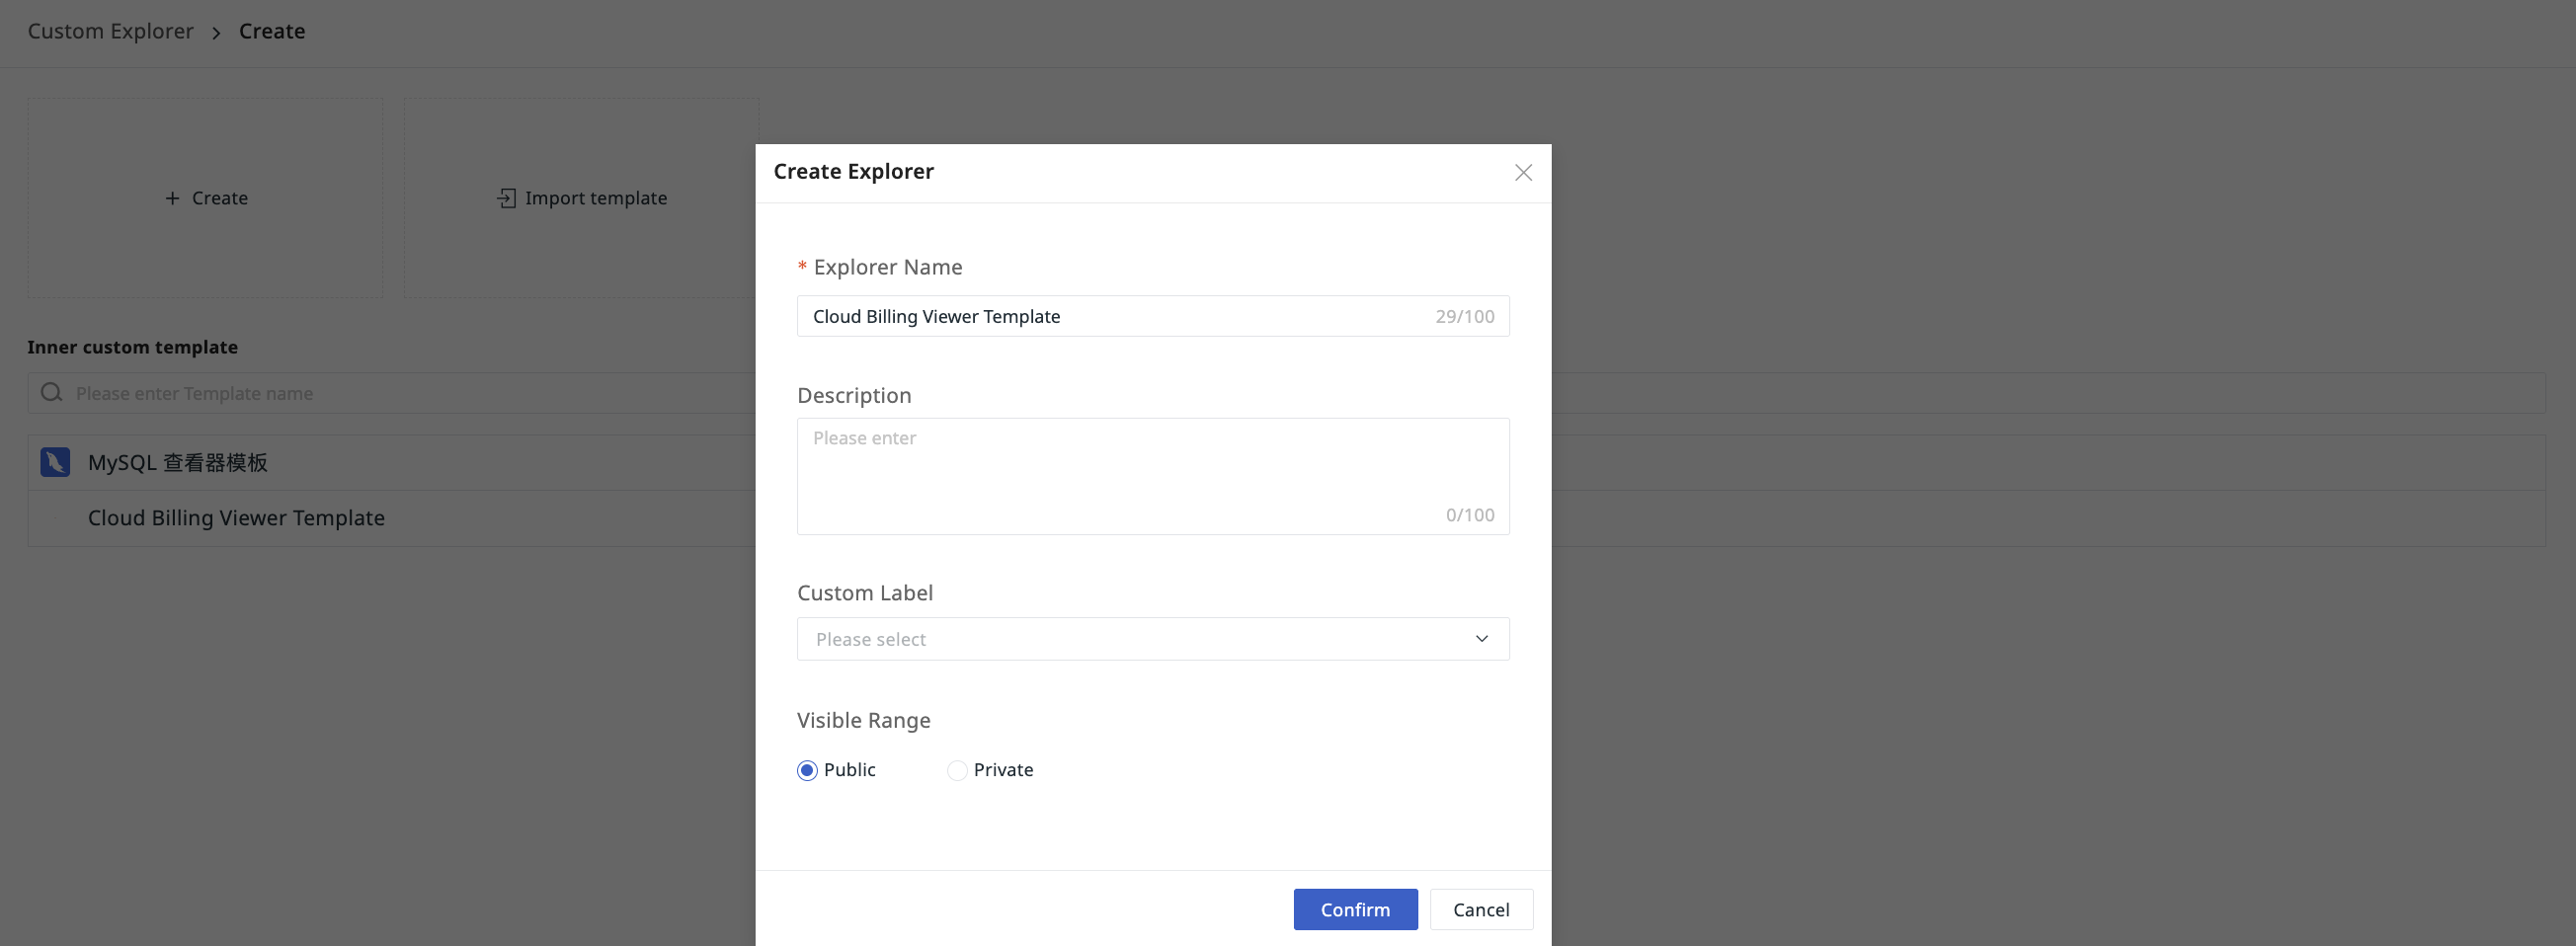 Custom Explorer > Create
Create
Import template
Inner custom template
Please enter Template name
MySQL 查看器模板
Cloud Billing Viewer Template
Create Explorer
* Explorer Name
Cloud Billing Viewer Template 29/100
Description
Please enter
0/100
Custom Label
Please select
Visible Range
Public Private
Confirm Cancel